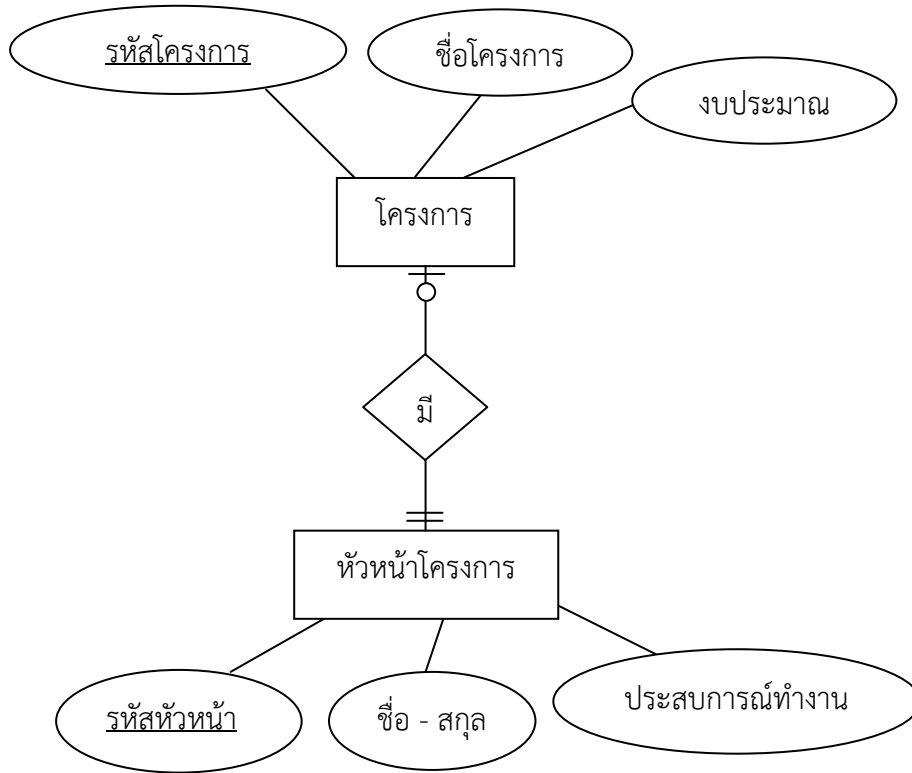 รหัสโครงการ
ชื่อโครงการ
งบประมาณ
โครงการ
มี
หัวหน้าโครงการ
รหัสหัวหน้า
ชื่อ - สกุล
ประสบการณ์ทำงาน